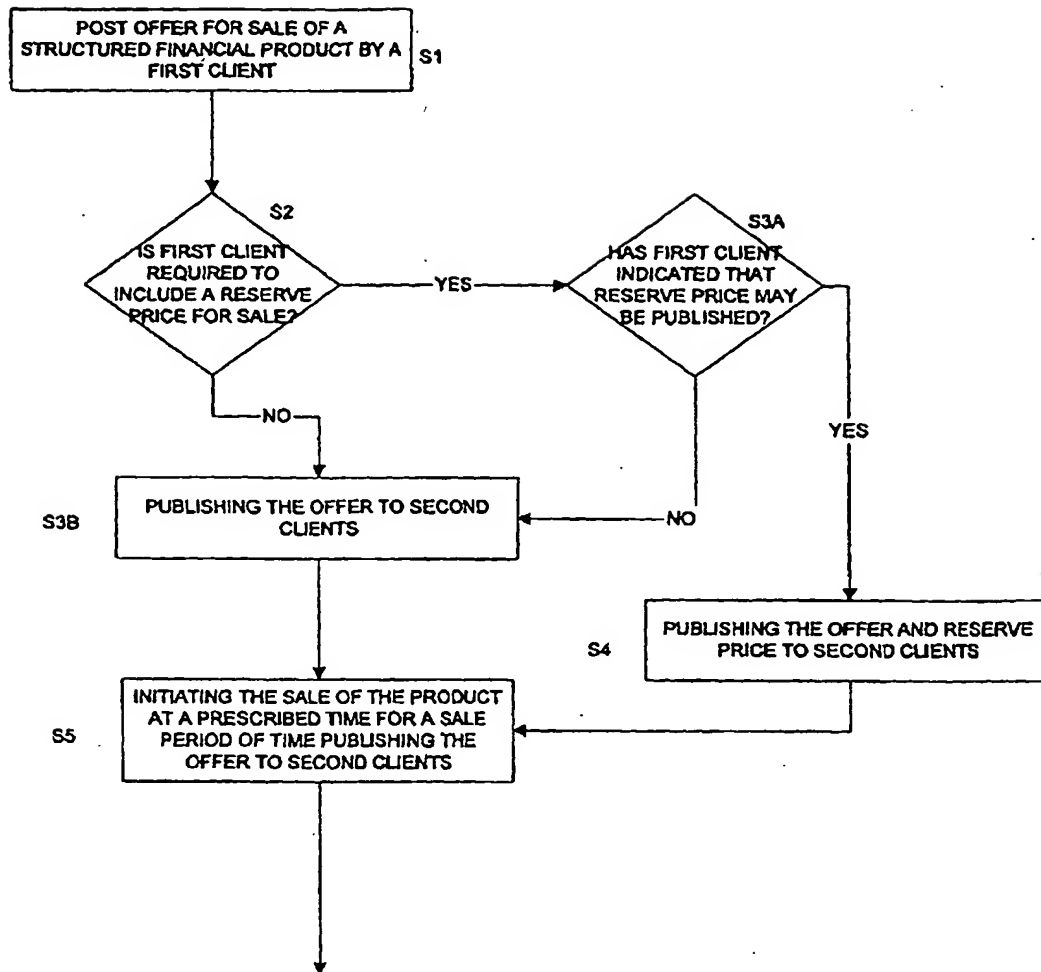 POST OFFER FOR SALE OF A
STRUCTURED FINANCIAL PRODUCT BY A
FIRST CLIENT
S1
S2
IS FIRST CLIENT
REQUIRED TO
INCLUDE A RESERVE
PRICE FOR SALE?
YES
S3A
HAS FIRST CLIENT
INDICATED THAT
RESERVE PRICE MAY
BE PUBLISHED?
NO
YES
S3B
PUBLISHING THE OFFER TO SECOND
CLIENTS
NO
S4
PUBLISHING THE OFFER AND RESERVE
PRICE TO SECOND CLIENTS
S5
INITIATING THE SALE OF THE PRODUCT
AT A PRESCRIBED TIME FOR A SALE
PERIOD OF TIME PUBLISHING THE
OFFER TO SECOND CLIENTS